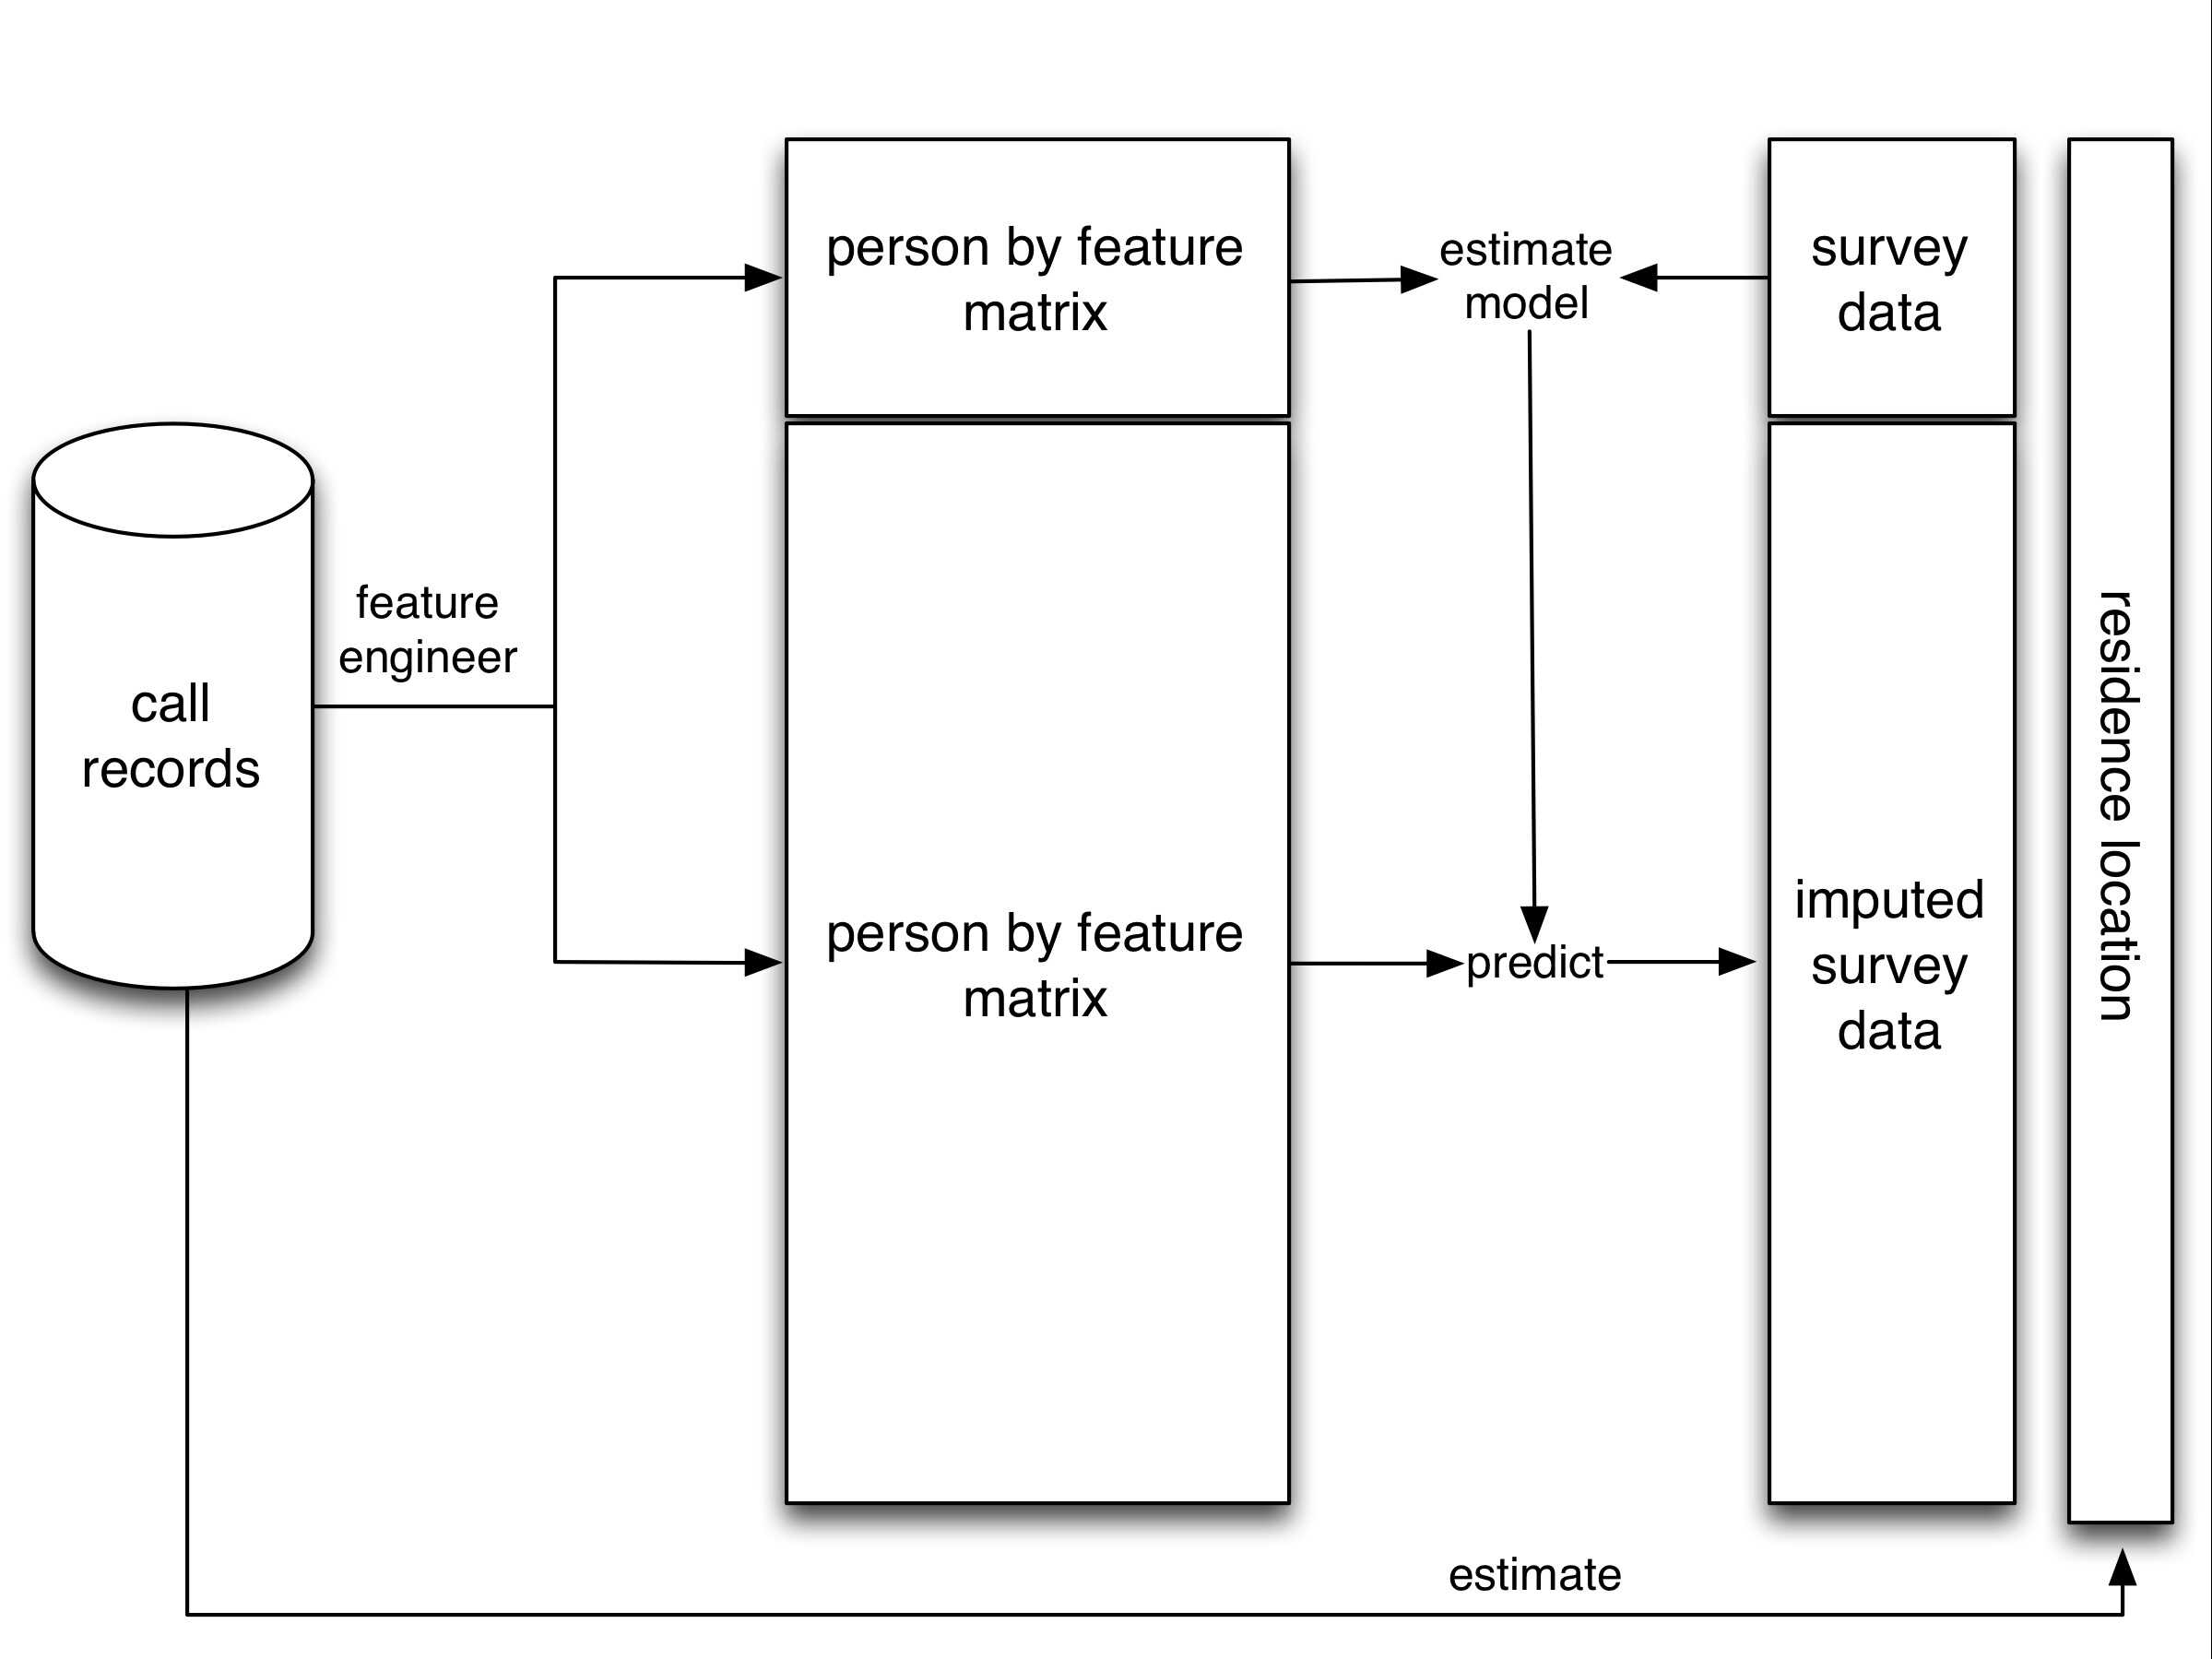 call
records
feature
engineer
person by feature
matrix
person by feature
matrix
estimate
model
predict
survey
data
imputed
survey
data
residence location
estimate